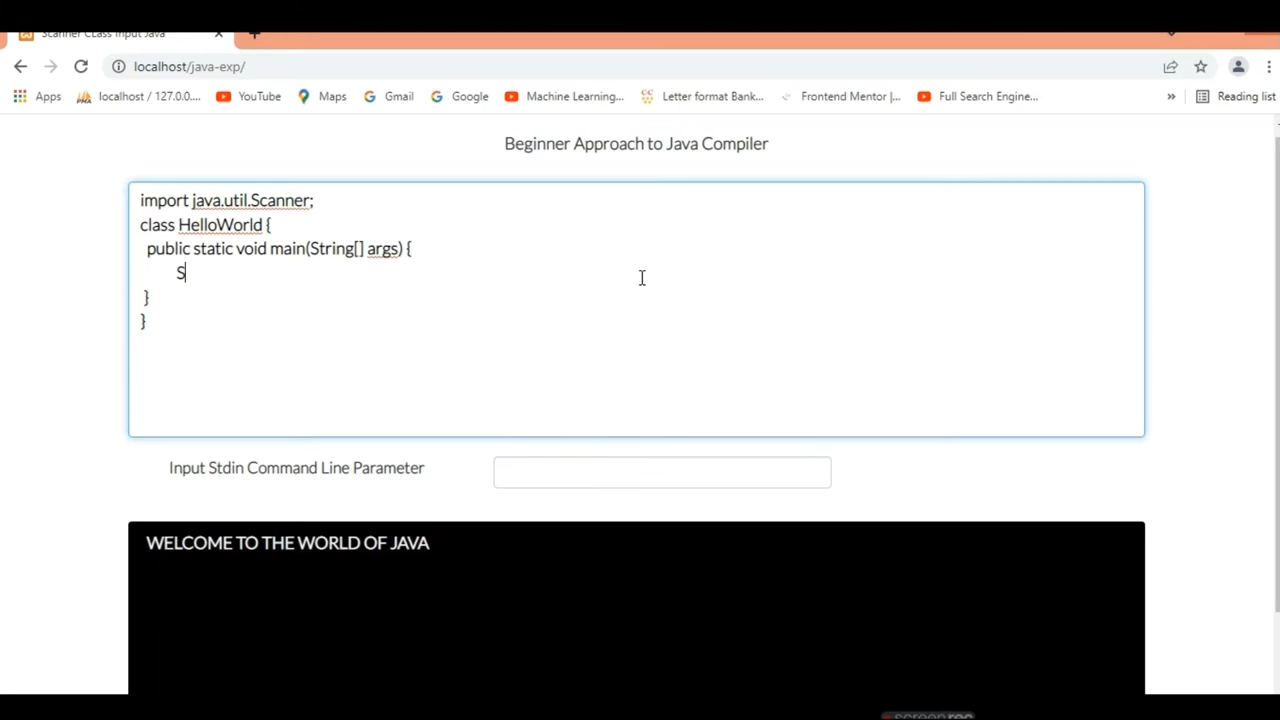 Scanner CLass Input Java
localhost/java-exp/
Apps localhost / 127.0.0.... YouTube Maps Gmail Google Machine Learning... Letter format Bank... Frontend Mentor |... Full Search Engine... » Reading list
Beginner Approach to Java Compiler
import java.util.Scanner;
class HelloWorld {
public static void main(String[] args) {
S
}
}
Input Stdin Command Line Parameter
WELCOME TO THE WORLD OF JAVA
screenrec